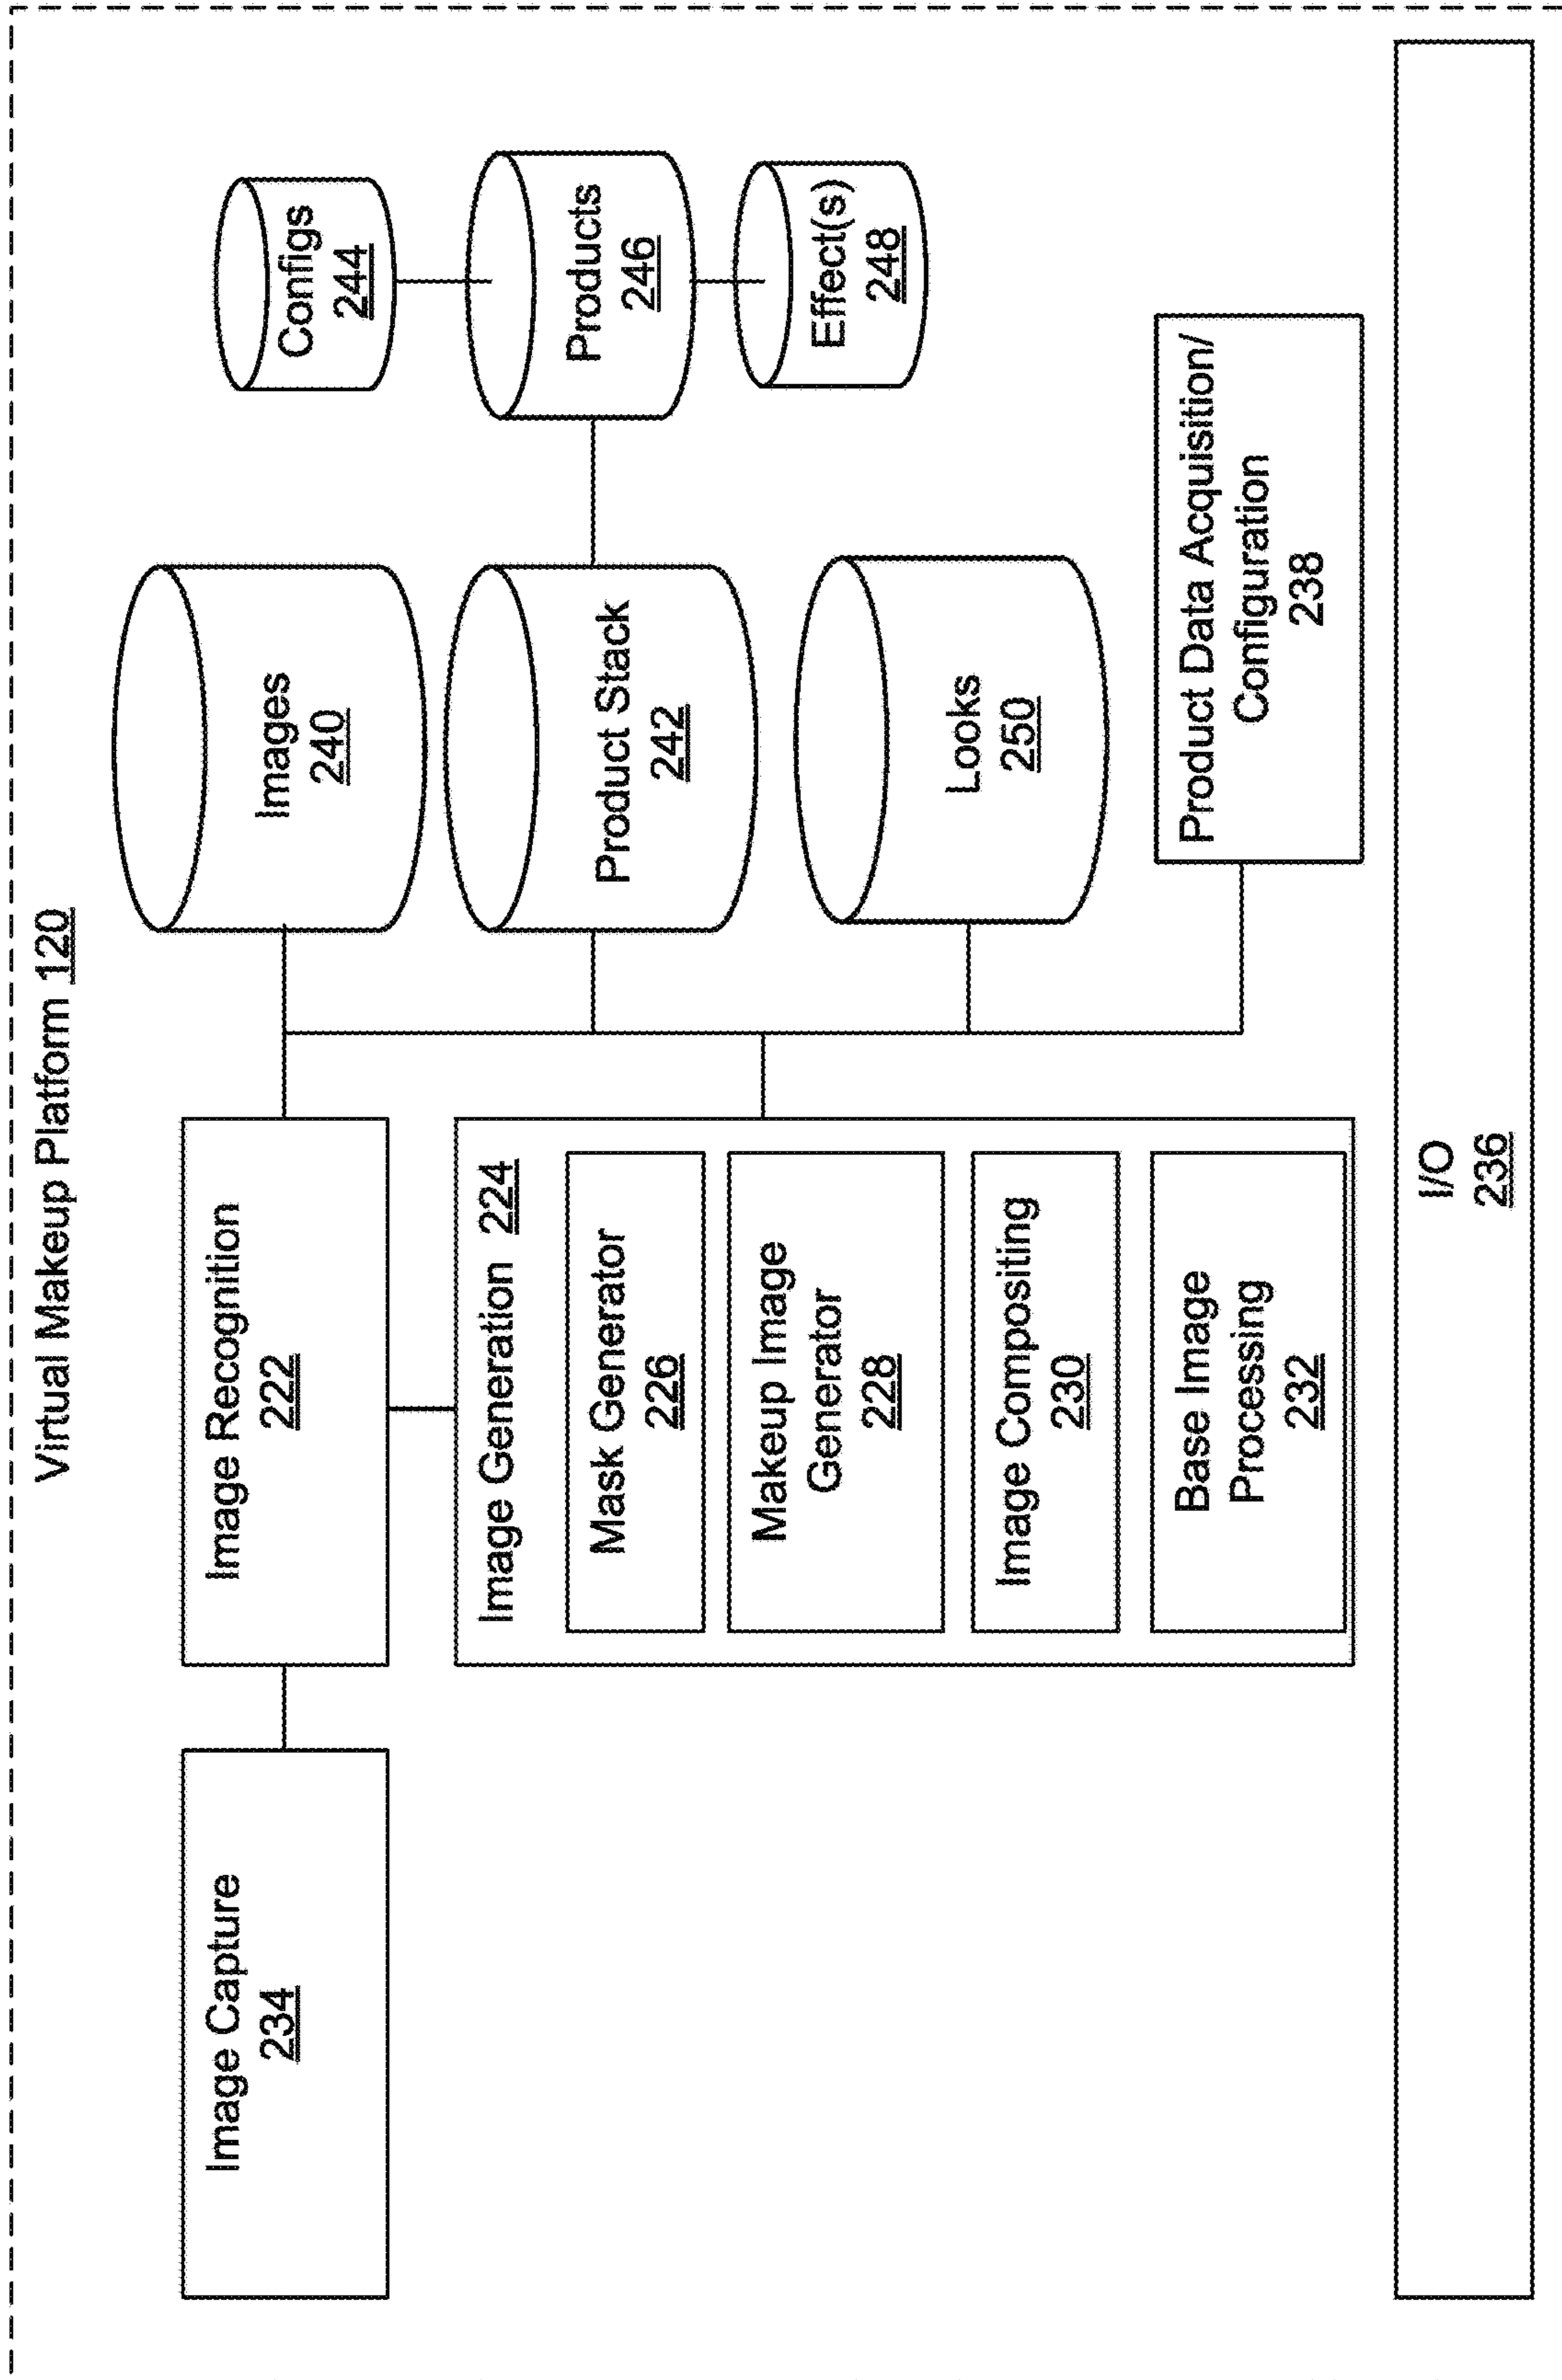 Virtual Makeup Platform 120
Image Capture
234
Image Recognition
222
Image Generation 224
Mask Generator
226
Makeup Image
Generator
228
Image Compositing
230
Base Image
Processing
232
Images
240
Product Stack
242
Looks
250
Configs
244
Products
246
Effect(s)
248
Product Data Acquisition/
Configuration
238
I/O
236